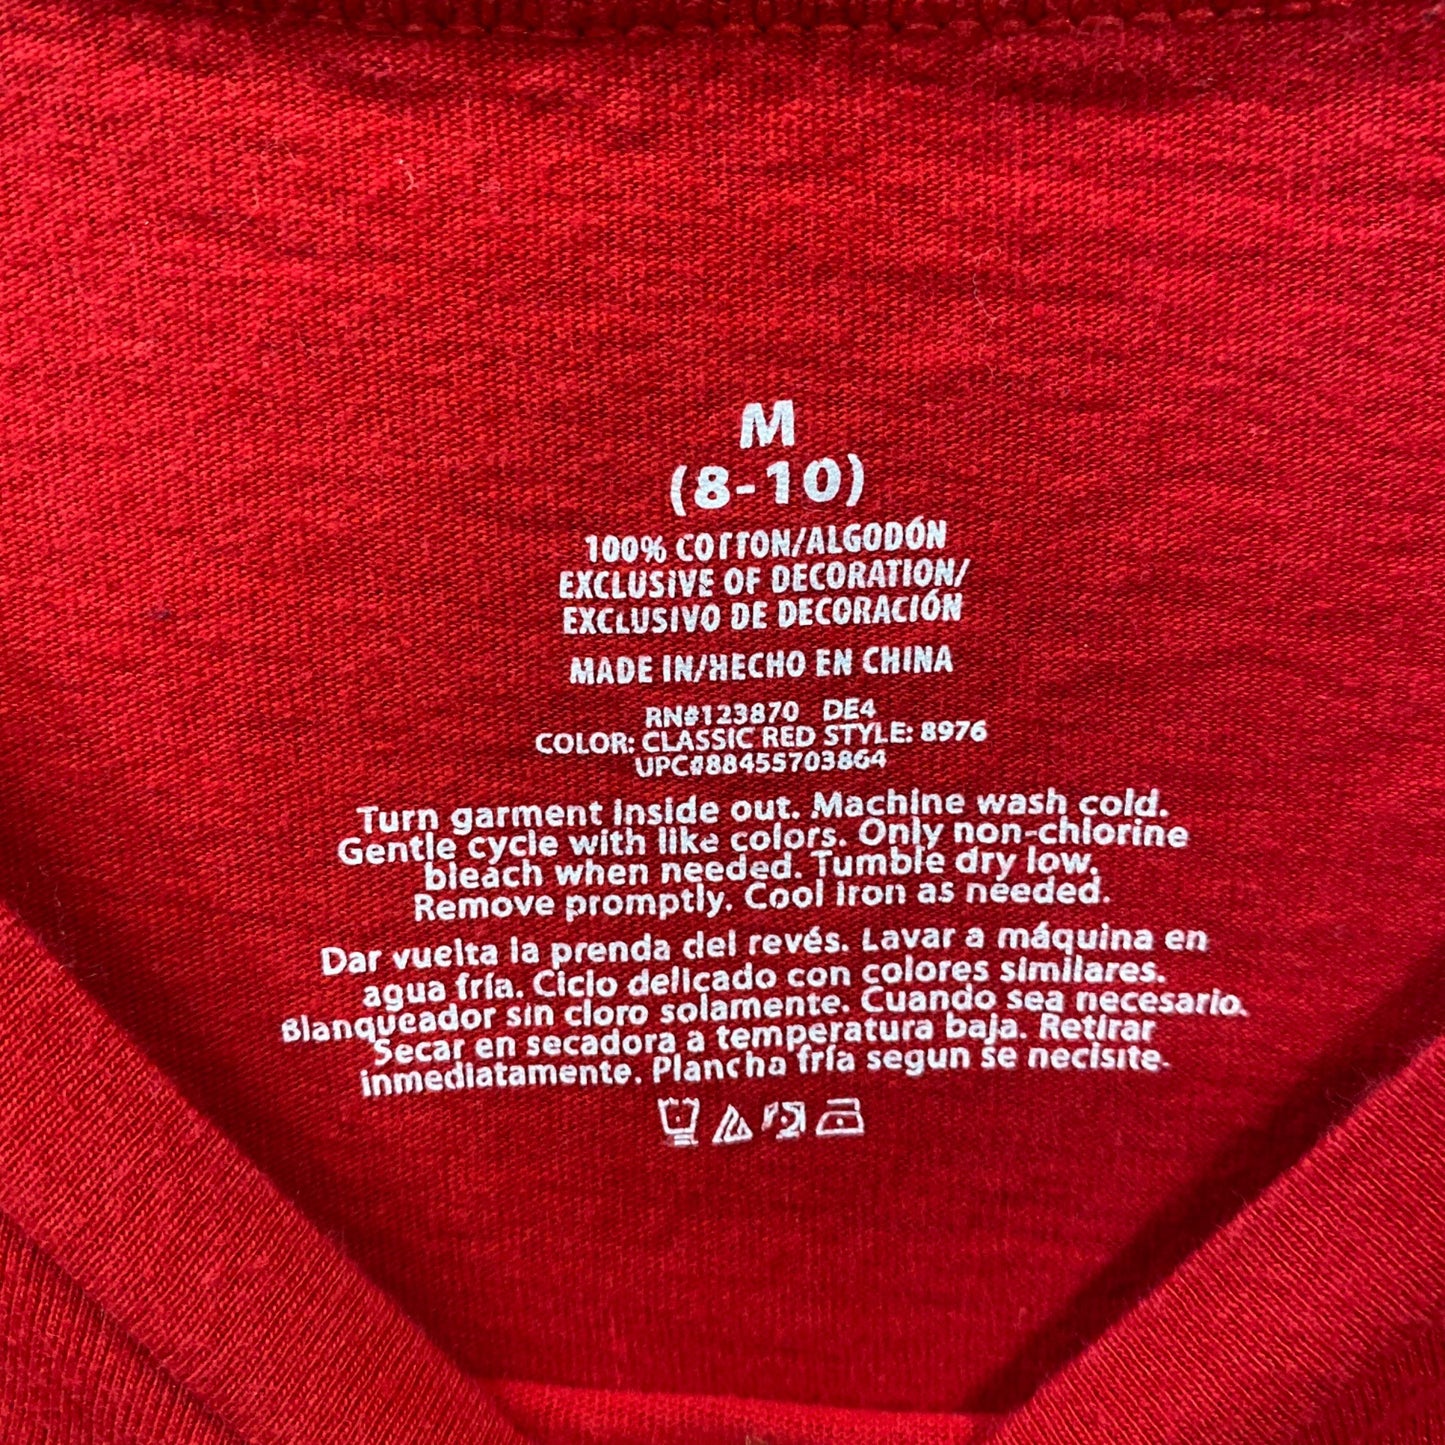 M
(8-10)
100% COTTON/ALGODÓN
EXCLUSIVE OF DECORATION/
EXCLUSIVO DE DECORACIÓN
MADE IN/HECHO EN CHINA
RN#123870 DE4
COLOR: CLASSIC RED STYLE: 8976
UPC#88455703864
Turn garment inside out. Machine wash cold.
Gentle cycle with like colors. Only non-chlorine
bleach when needed. Tumble dry low.
Remove promptly. Cool iron as needed.
Dar vuelta la prenda del revés. Lavar a máquina en
agua fría. Ciclo delicado con colores similares.
Blanqueador sin cloro solamente. Cuando sea necesario.
Secar en secadora a temperatura baja. Retirar
inmediatamente. Plancha fría segun se necisite.